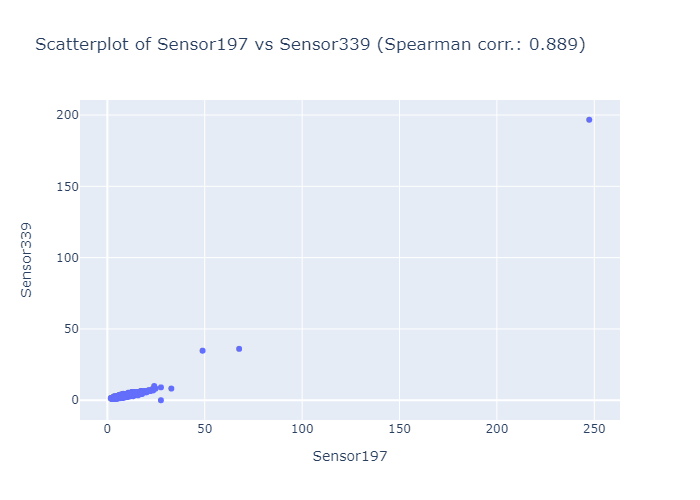 Scatterplot of Sensor197 vs Sensor339 (Spearman corr.: 0.889)
200
150
100
50
0
Sensor339
0 50 100 150 200 250
Sensor197